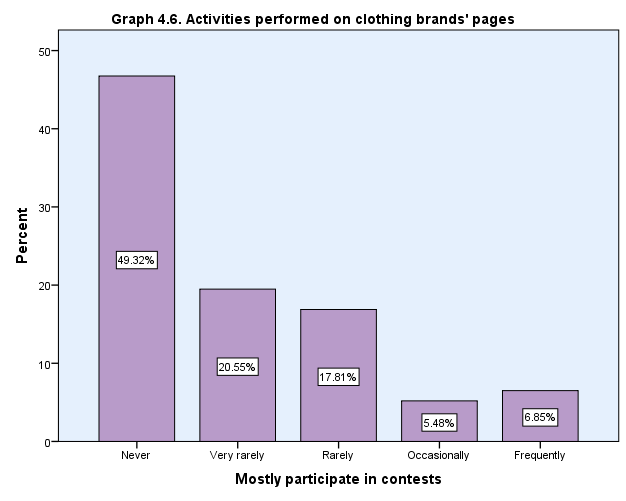 Graph 4.6. Activities performed on clothing brands' pages
Percent
50
40
30
20
10
0
49.32%
20.55%
17.81%
5.48%
6.85%
Never
Very rarely
Rarely
Occasionally
Frequently
Mostly participate in contests